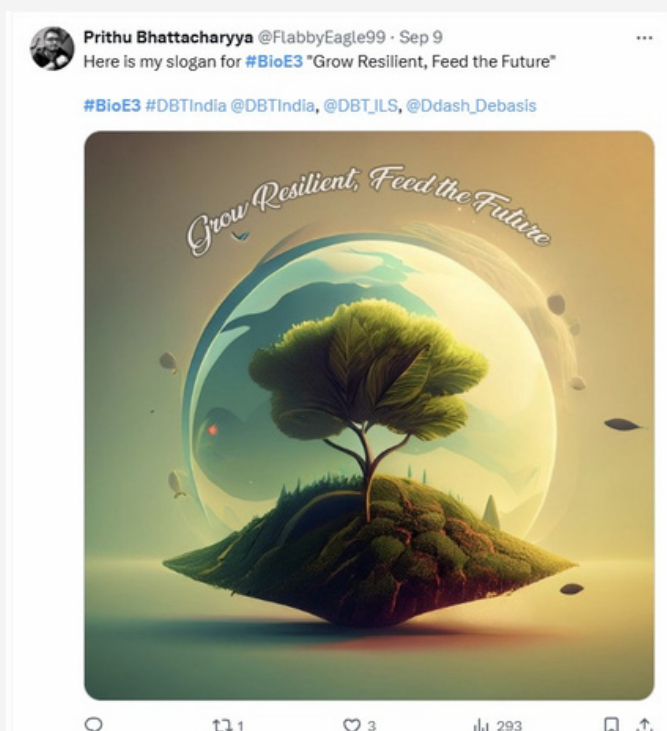 Prithu Bhattacharyya @FlabbyEagle99 · Sep 9
Here is my slogan for #BioE3 "Grow Resilient, Feed the Future"
#BioE3 #DBTIndia @DBTIndia, @DBT_ILS, @Ddash_Debasis
Grow Resilient, Feed the Future
1 3 293